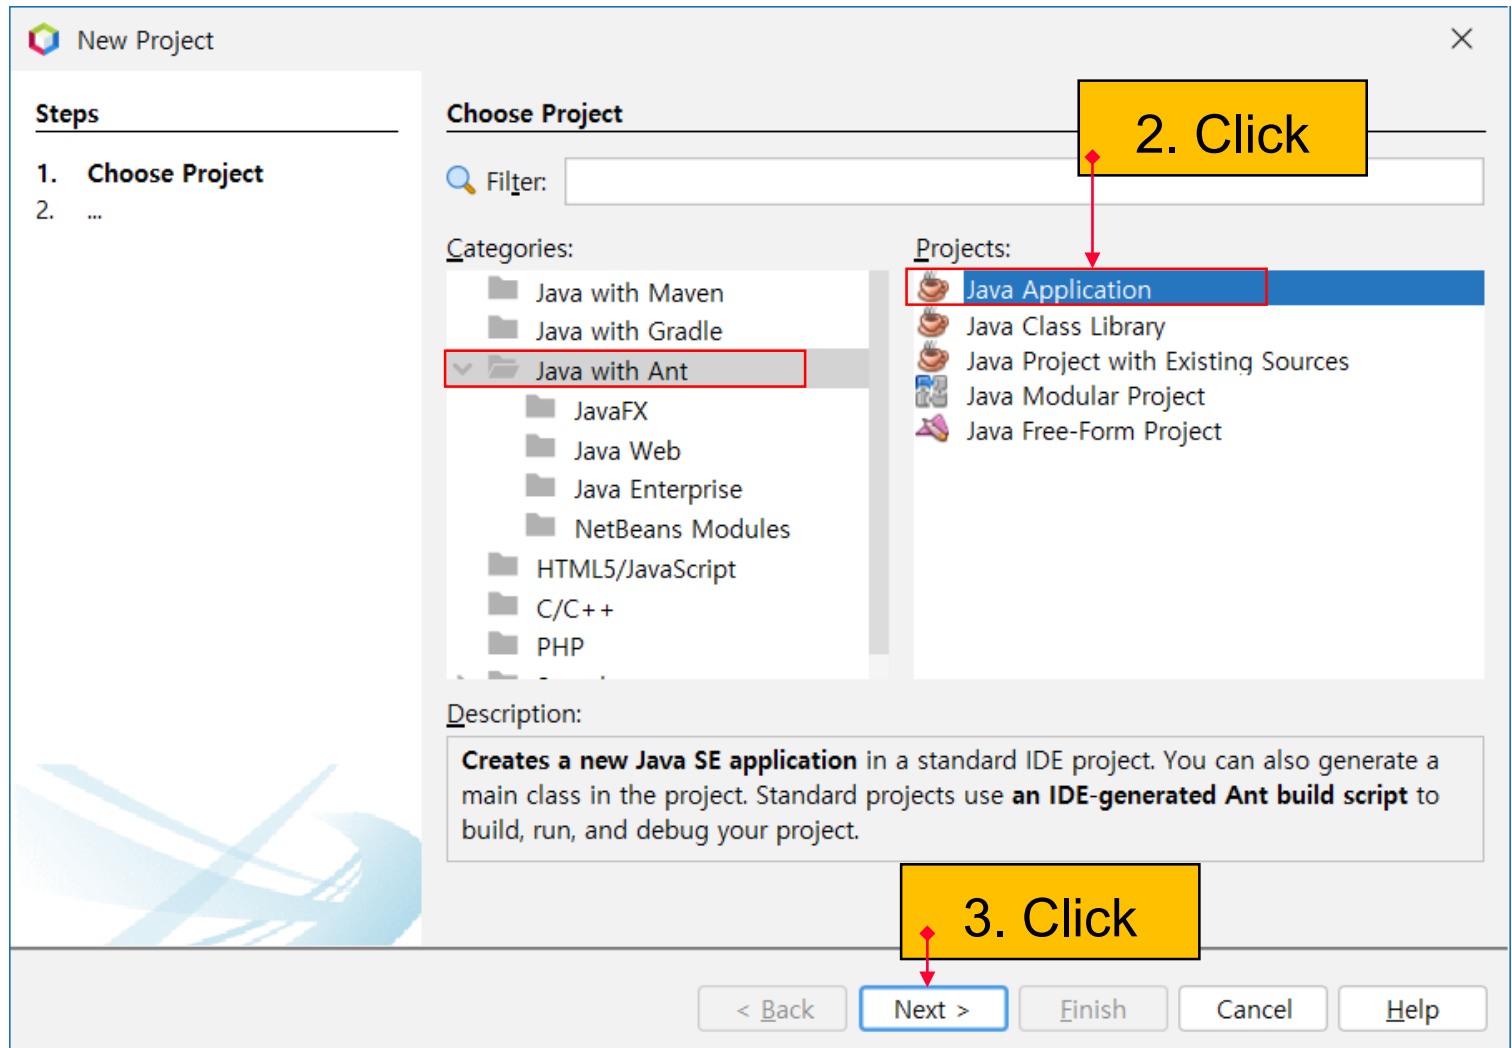 New Project
Steps
Choose Project
2. Click
1. Choose Project
2. ...
Filter:
Categories:
Projects:
Java with Maven
Java with Gradle
Java with Ant
JavaFX
Java Web
Java Enterprise
NetBeans Modules
HTML5/JavaScript
C/C++
PHP
Java Application
Java Class Library
Java Project with Existing Sources
Java Modular Project
Java Free-Form Project
Description:
Creates a new Java SE application in a standard IDE project. You can also generate a
main class in the project. Standard projects use an IDE-generated Ant build script to
build, run, and debug your project.
3. Click
< Back
Next >
Finish
Cancel
Help